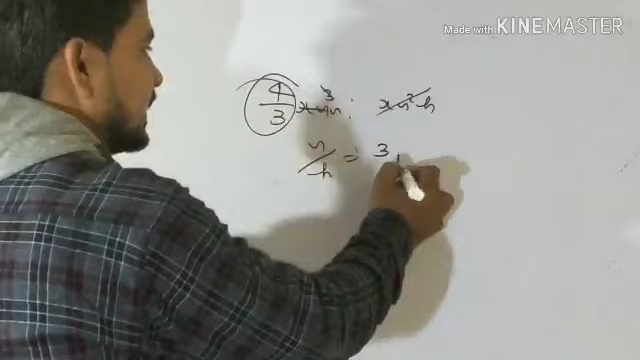 Made with KINEMASTER
4/3 πr³ : πr²h
r/h = 3